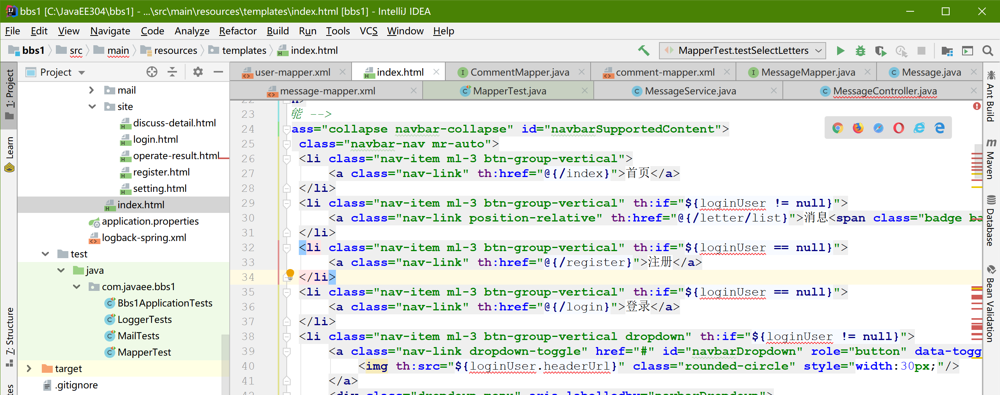 bbs1 [C:\JavaEE304\bbs1] - ...\src\main\resources\templates\index.html [bbs1] - IntelliJ IDEA
File Edit View Navigate Code Analyze Refactor Build Run Tools VCS Window Help
bbs1 src main resources templates index.html MapperTest.testSelectLetters
1: Project
Learn
7: Structure
Project
mail
site
discuss-detail.html
login.html
operate-result.html
register.html
setting.html
index.html
application.properties
logback-spring.xml
test
java
com.javaee.bbs1
Bbs1ApplicationTests
LoggerTests
MailTests
MapperTest
target
.gitignore
user-mapper.xml index.html CommentMapper.java comment-mapper.xml MessageMapper.java Message.java
message-mapper.xml MapperTest.java MessageService.java MessageController.java
23 能 -->
24 ass="collapse navbar-collapse" id="navbarSupportedContent">
25 class="navbar-nav mr-auto">
26 <li class="nav-item ml-3 btn-group-vertical">
27 <a class="nav-link" th:href="@{/index}">首页</a>
28 </li>
29 <li class="nav-item ml-3 btn-group-vertical" th:if="${loginUser != null}">
30 <a class="nav-link position-relative" th:href="@{/letter/list}">消息<span class="badge ba
31 </li>
32 <li class="nav-item ml-3 btn-group-vertical" th:if="${loginUser == null}">
33 <a class="nav-link" th:href="@{/register}">注册</a>
34 </li>
35 <li class="nav-item ml-3 btn-group-vertical" th:if="${loginUser == null}">
36 <a class="nav-link" th:href="@{/login}">登录</a>
37 </li>
38 <li class="nav-item ml-3 btn-group-vertical dropdown" th:if="${loginUser != null}">
39 <a class="nav-link dropdown-toggle" href="#" id="navbarDropdown" role="button" data-togg
40 <img th:src="${loginUser.headerUrl}" class="rounded-circle" style="width:30px;"/>
41 </a>
<div class="dropdown-menu" aria-labelledby="navbarDropdown">
Ant Build
Maven
Database
Bean Validation